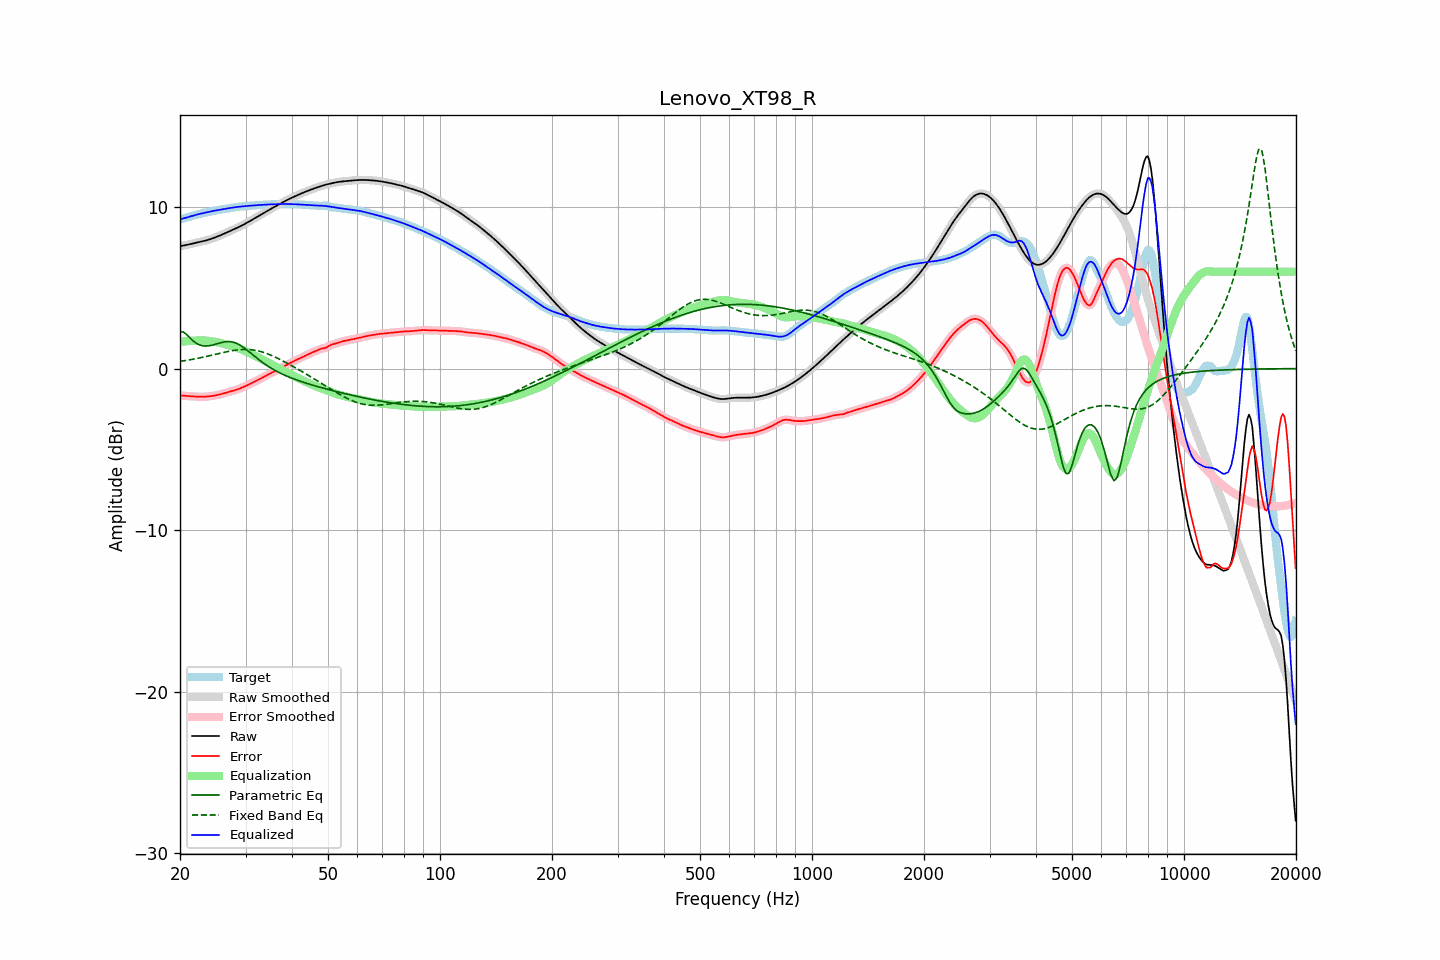 Lenovo_XT98_R
Amplitude (dBr)
10
0
−10
−20
−30
Target
Raw Smoothed
Error Smoothed
Raw
Error
Equalization
Parametric Eq
Fixed Band Eq
Equalized
20 50 100 200 500 1000 2000 5000 10000 20000
Frequency (Hz)